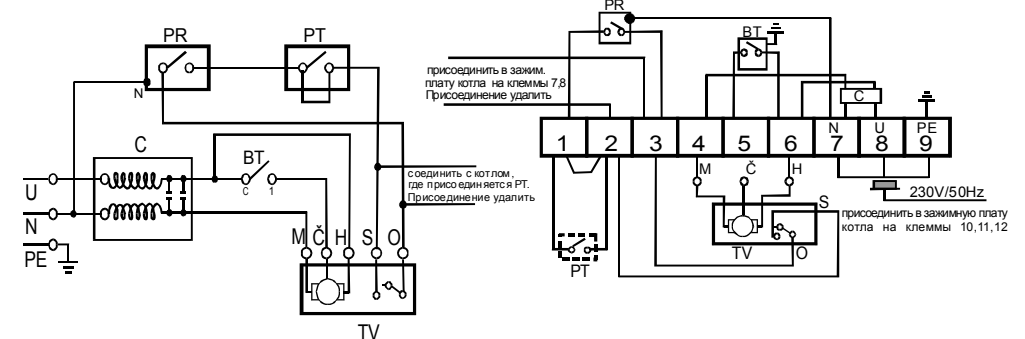 PR
PT
N
C
BT
C 1
U
N
PE
M Č H S O
TV
соединить с котлом,
где присоединяется РТ.
Присоединение удалить
PR
BT
присоединить в зажим.
плату котла на клеммы 7,8
Присоединение удалить
C
N U PE
1 2 3 4 5 6 7 8 9
M Č H
S
230V/50Hz
присоединить в зажимную плату
котла на клеммы 10,11,12
PT
TV
O